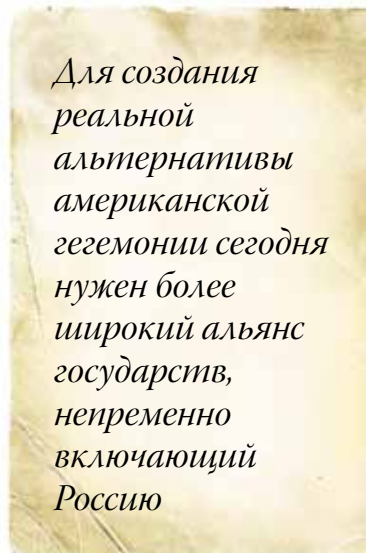 Для создания
реальной
альтернативы
американской
гегемонии сегодня
нужен более
широкий альянс
государств,
непременно
включающий
Россию